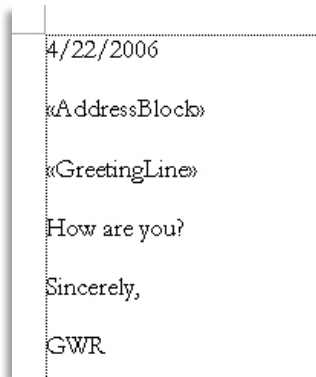 4/22/2006
«AddressBlock»
«GreetingLine»
How are you?
Sincerely,
GWR